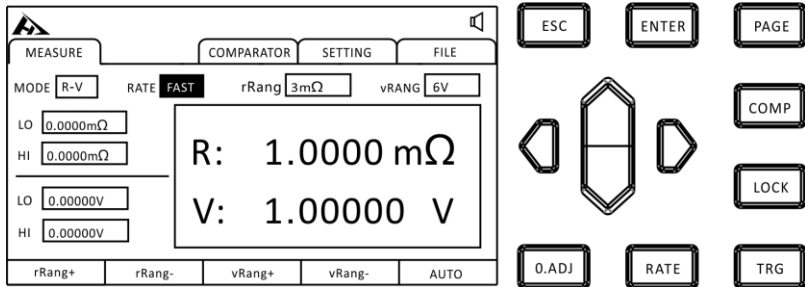 MEASURE COMPARATOR SETTING FILE
MODE R-V RATE FAST rRang 3mΩ vRANG 6V
LO 0.0000mΩ
HI 0.0000mΩ
LO 0.00000V
HI 0.00000V
R: 1.0000 mΩ
V: 1.00000 V
rRang+ rRang- vRang+ vRang- AUTO
ESC ENTER PAGE
COMP
LOCK
0.ADJ RATE TRG